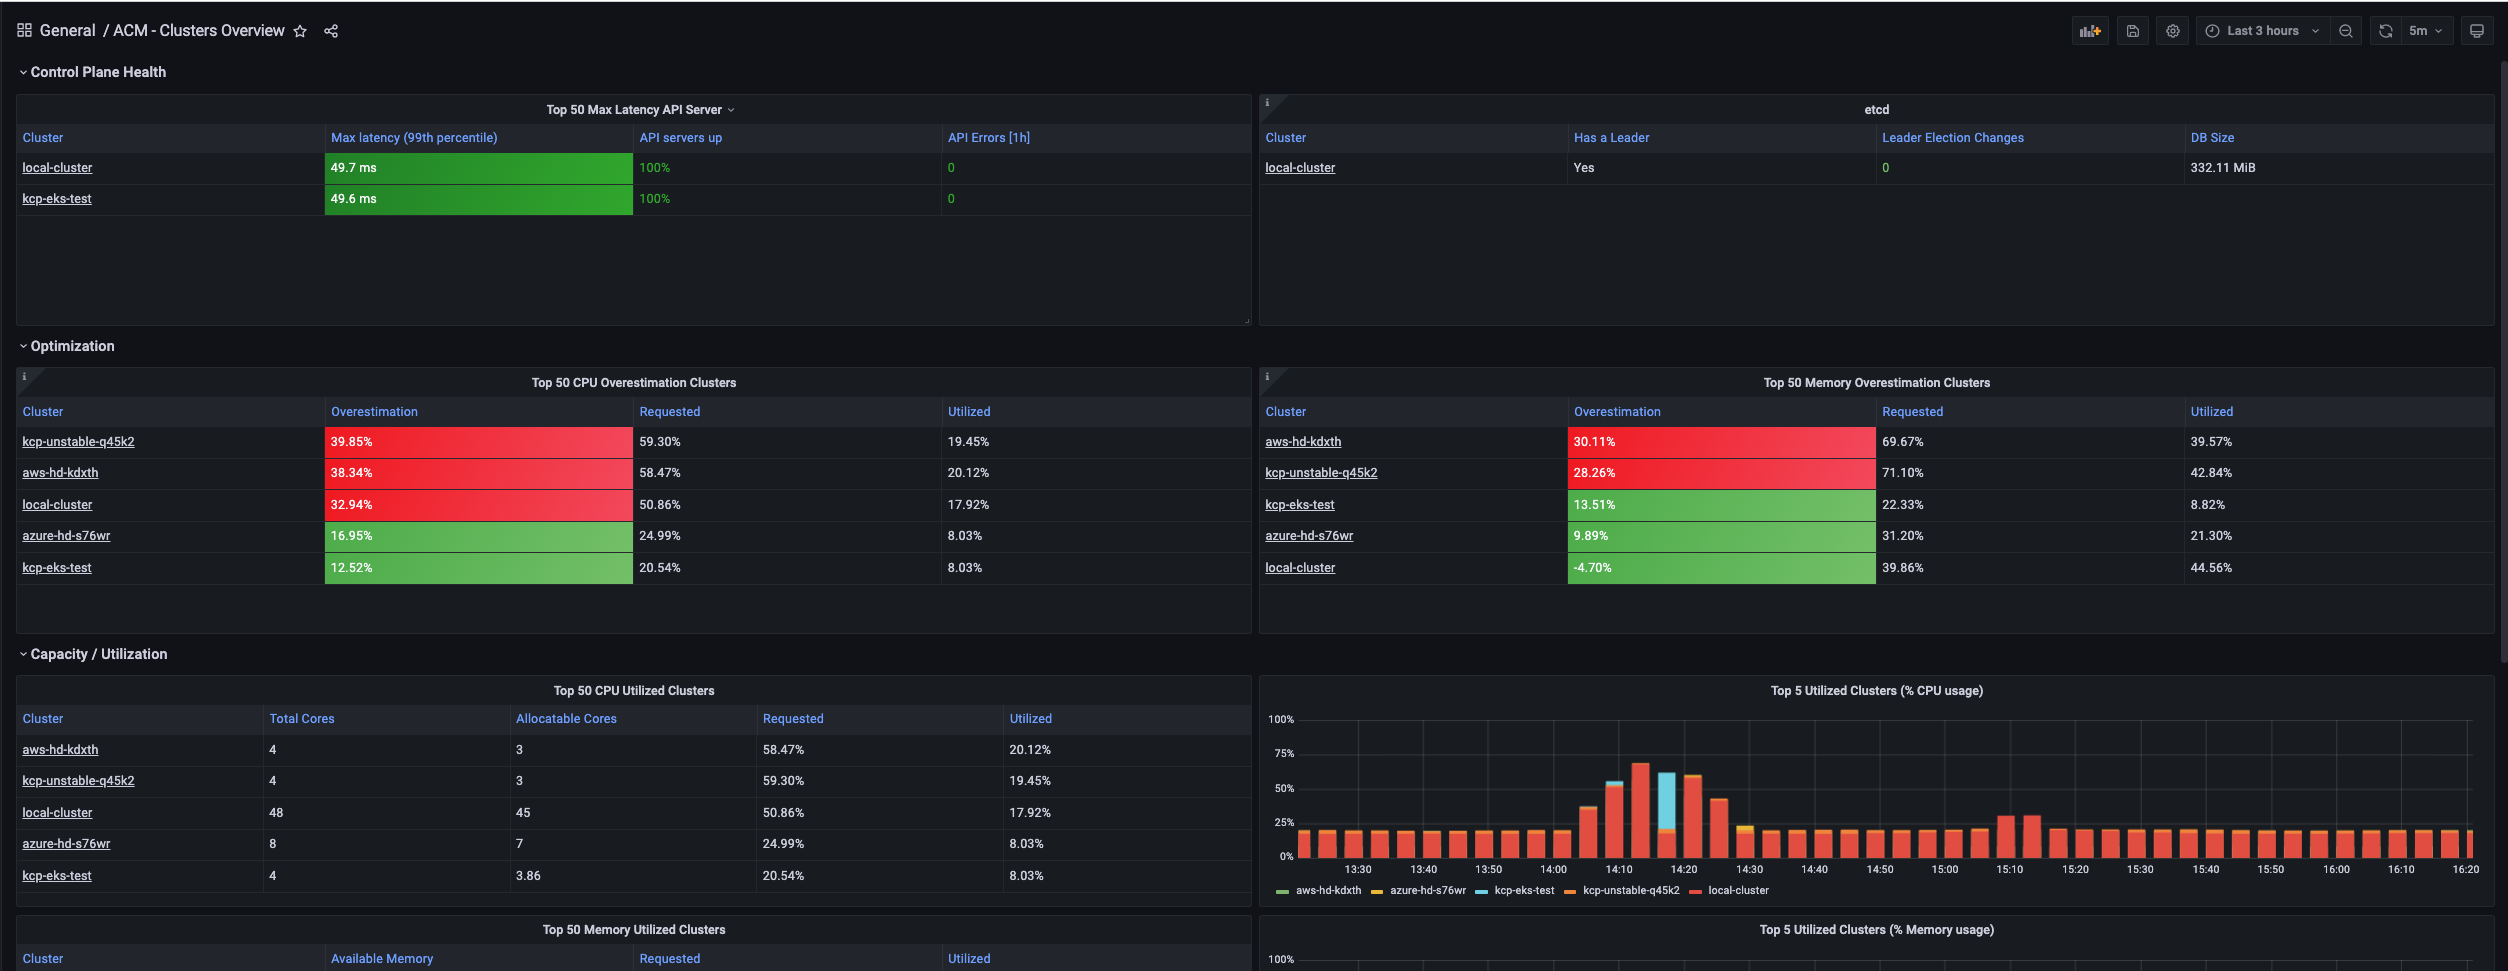 General / ACM - Clusters Overview
Last 3 hours
5m
Control Plane Health
Top 50 Max Latency API Server
Cluster Max latency (99th percentile) API servers up API Errors [1h]
local-cluster 49.7 ms 100% 0
kcp-eks-test 49.6 ms 100% 0
etcd
Cluster Has a Leader Leader Election Changes DB Size
local-cluster Yes 0 332.11 MiB
Optimization
Top 50 CPU Overestimation Clusters
Cluster Overestimation Requested Utilized
kcp-unstable-q45k2 39.85% 59.30% 19.45%
aws-hd-kdxth 38.34% 58.47% 20.12%
local-cluster 32.94% 50.86% 17.92%
azure-hd-s76wr 16.95% 24.99% 8.03%
kcp-eks-test 12.52% 20.54% 8.03%
Top 50 Memory Overestimation Clusters
Cluster Overestimation Requested Utilized
aws-hd-kdxth 30.11% 69.67% 39.57%
kcp-unstable-q45k2 28.26% 71.10% 42.84%
kcp-eks-test 13.51% 22.33% 8.82%
azure-hd-s76wr 9.89% 31.20% 21.30%
local-cluster -4.70% 39.86% 44.56%
Capacity / Utilization
Top 50 CPU Utilized Clusters
Cluster Total Cores Allocatable Cores Requested Utilized
aws-hd-kdxth 4 3 58.47% 20.12%
kcp-unstable-q45k2 4 3 59.30% 19.45%
local-cluster 48 45 50.86% 17.92%
azure-hd-s76wr 8 7 24.99% 8.03%
kcp-eks-test 4 3.86 20.54% 8.03%
Top 5 Utilized Clusters (% CPU usage)
100%
75%
50%
25%
0%
13:30 13:40 13:50 14:00 14:10 14:20 14:30 14:40 14:50 15:00 15:10 15:20 15:30 15:40 15:50 16:00 16:10 16:20
aws-hd-kdxth azure-hd-s76wr kcp-eks-test kcp-unstable-q45k2 local-cluster
Top 50 Memory Utilized Clusters
Cluster Available Memory Requested Utilized
Top 5 Utilized Clusters (% Memory usage)
100%